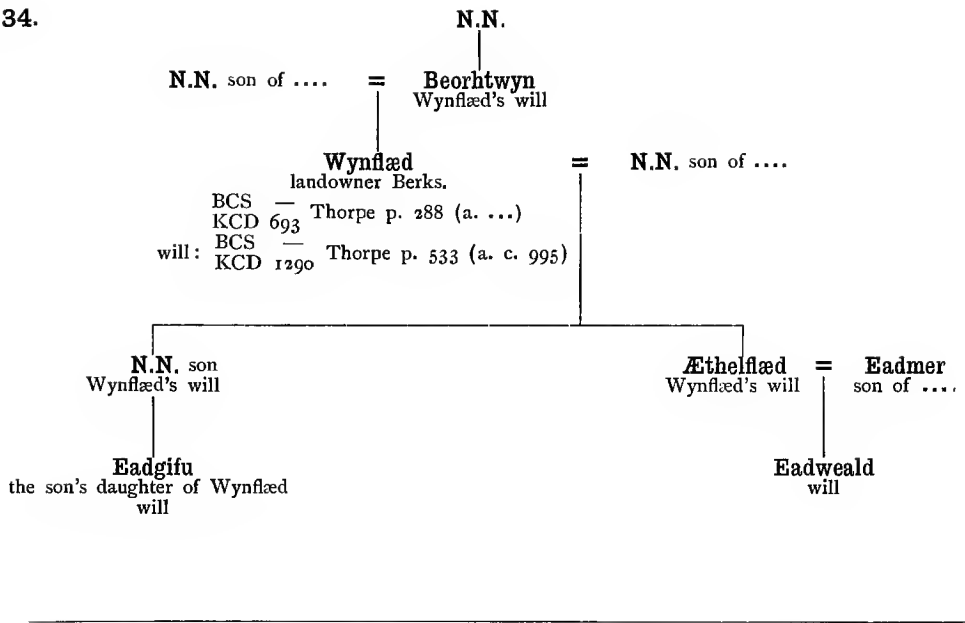 34.
N.N.
N.N. son of .... = Beorhtwyn
Wynflæd's will
Wynflæd = N.N. son of ....
landowner Berks.
BCS —
KCD 693 Thorpe p. 288 (a. ...)
will: BCS —
KCD 1290 Thorpe p. 533 (a. c. 995)
N.N. son
Wynflæd's will
Æthelflæd = Eadmer
Wynflæd's will son of ....
Eadgifu
the son's daughter of Wynflæd
will
Eadweald
will